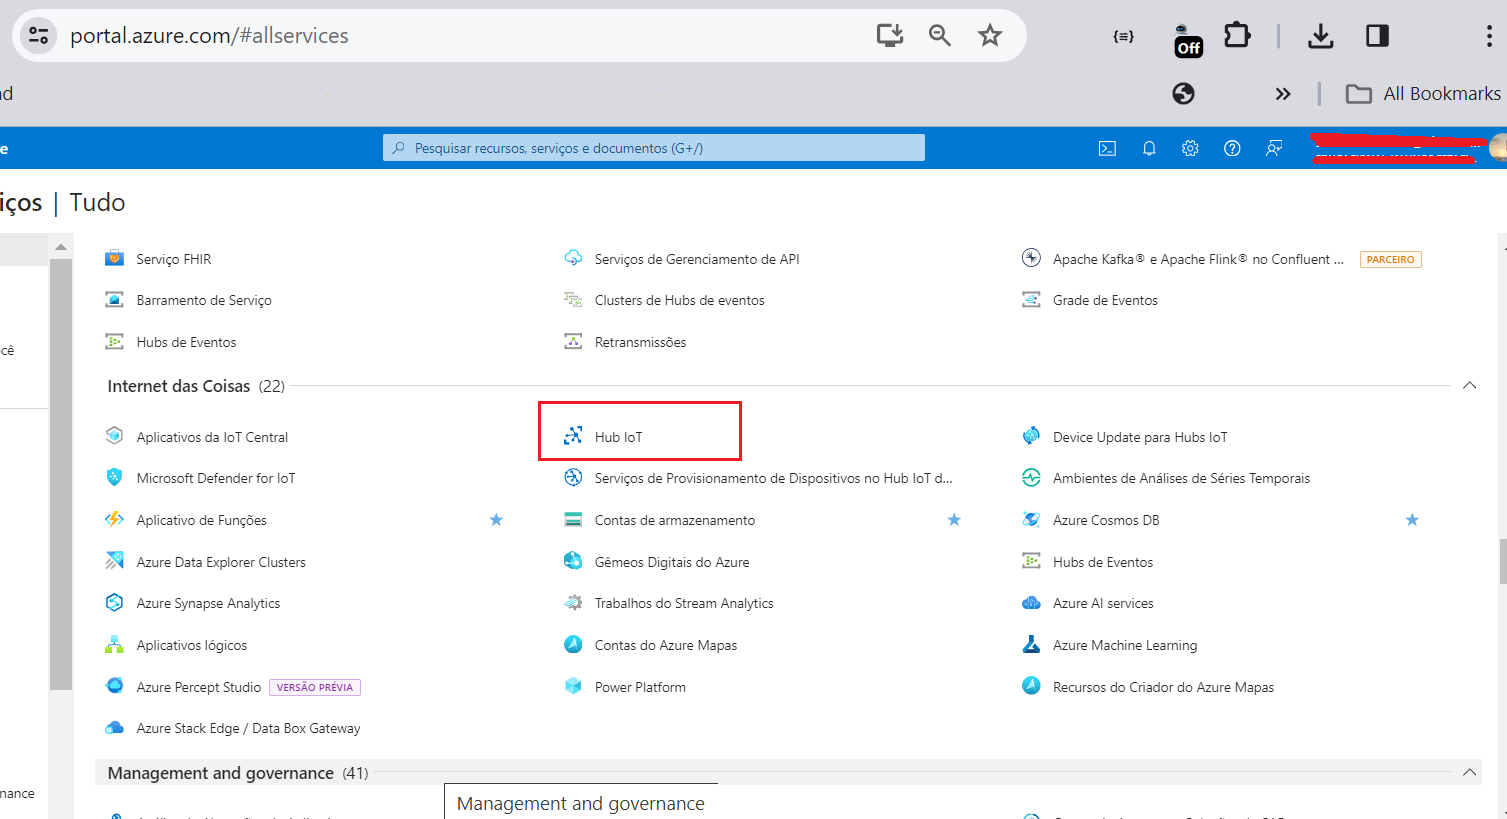 portal.azure.com/#allservices
Off
nd
All Bookmarks
e
Pesquisar recursos, serviços e documentos (G+/)
iços | Tudo
Serviço FHIR
Serviços de Gerenciamento de API
Apache Kafka® e Apache Flink® no Confluent ...
PARCEIRO
Barramento de Serviço
Clusters de Hubs de eventos
Grade de Eventos
Hubs de Eventos
Retransmissões
ocê
Internet das Coisas (22)
Aplicativos da IoT Central
Hub IoT
Device Update para Hubs IoT
Microsoft Defender for IoT
Serviços de Provisionamento de Dispositivos no Hub IoT d...
Ambientes de Análises de Séries Temporais
Aplicativo de Funções
Contas de armazenamento
Azure Cosmos DB
Azure Data Explorer Clusters
Gêmeos Digitais do Azure
Hubs de Eventos
Azure Synapse Analytics
Trabalhos do Stream Analytics
Azure AI services
Aplicativos lógicos
Contas do Azure Mapas
Azure Machine Learning
Azure Percept Studio
VERSÃO PRÉVIA
Power Platform
Recursos do Criador do Azure Mapas
Azure Stack Edge / Data Box Gateway
Management and governance (41)
nance
Management and governance